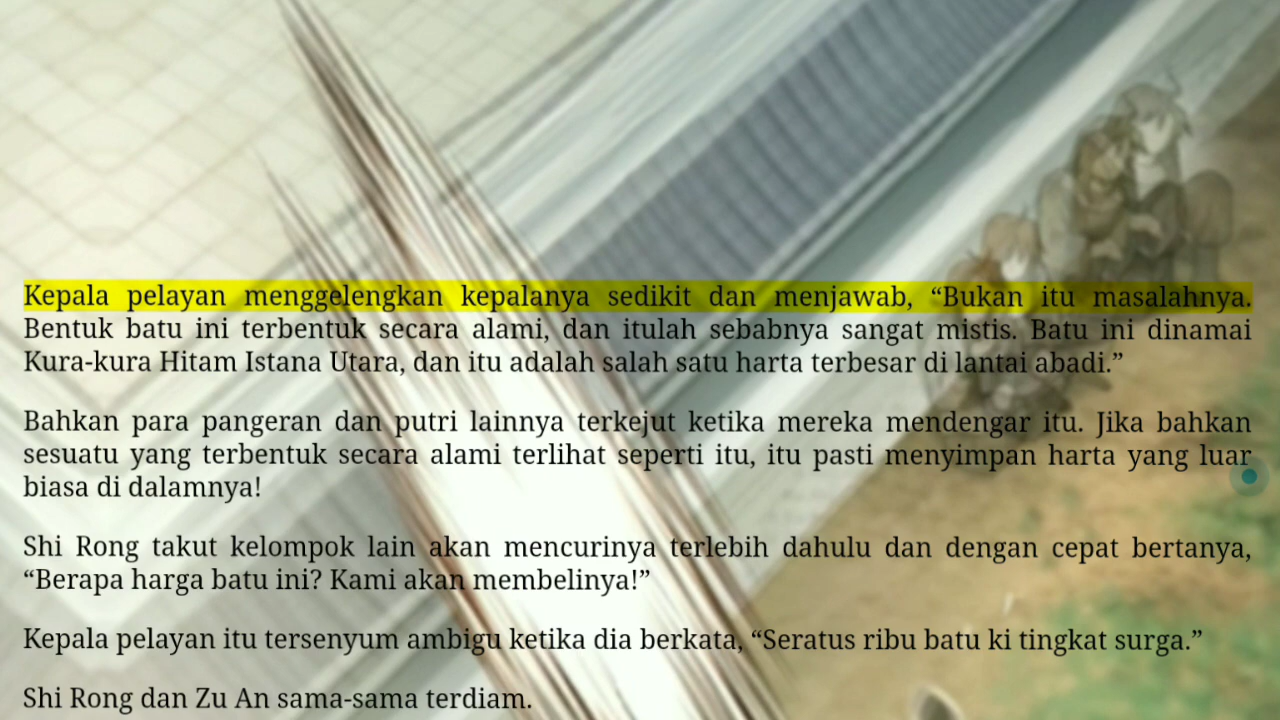 Kepala pelayan menggelengkan kepalanya sedikit dan menjawab, “Bukan itu masalahnya.
Bentuk batu ini terbentuk secara alami, dan itulah sebabnya sangat mistis. Batu ini dinamai
Kura-kura Hitam Istana Utara, dan itu adalah salah satu harta terbesar di lantai abadi.”
Bahkan para pangeran dan putri lainnya terkejut ketika mereka mendengar itu. Jika bahkan
sesuatu yang terbentuk secara alami terlihat seperti itu, itu pasti menyimpan harta yang luar
biasa di dalamnya!
Shi Rong takut kelompok lain akan mencurinya terlebih dahulu dan dengan cepat bertanya,
“Berapa harga batu ini? Kami akan membelinya!”
Kepala pelayan itu tersenyum ambigu ketika dia berkata, “Seratus ribu batu ki tingkat surga.”
Shi Rong dan Zu An sama-sama terdiam.